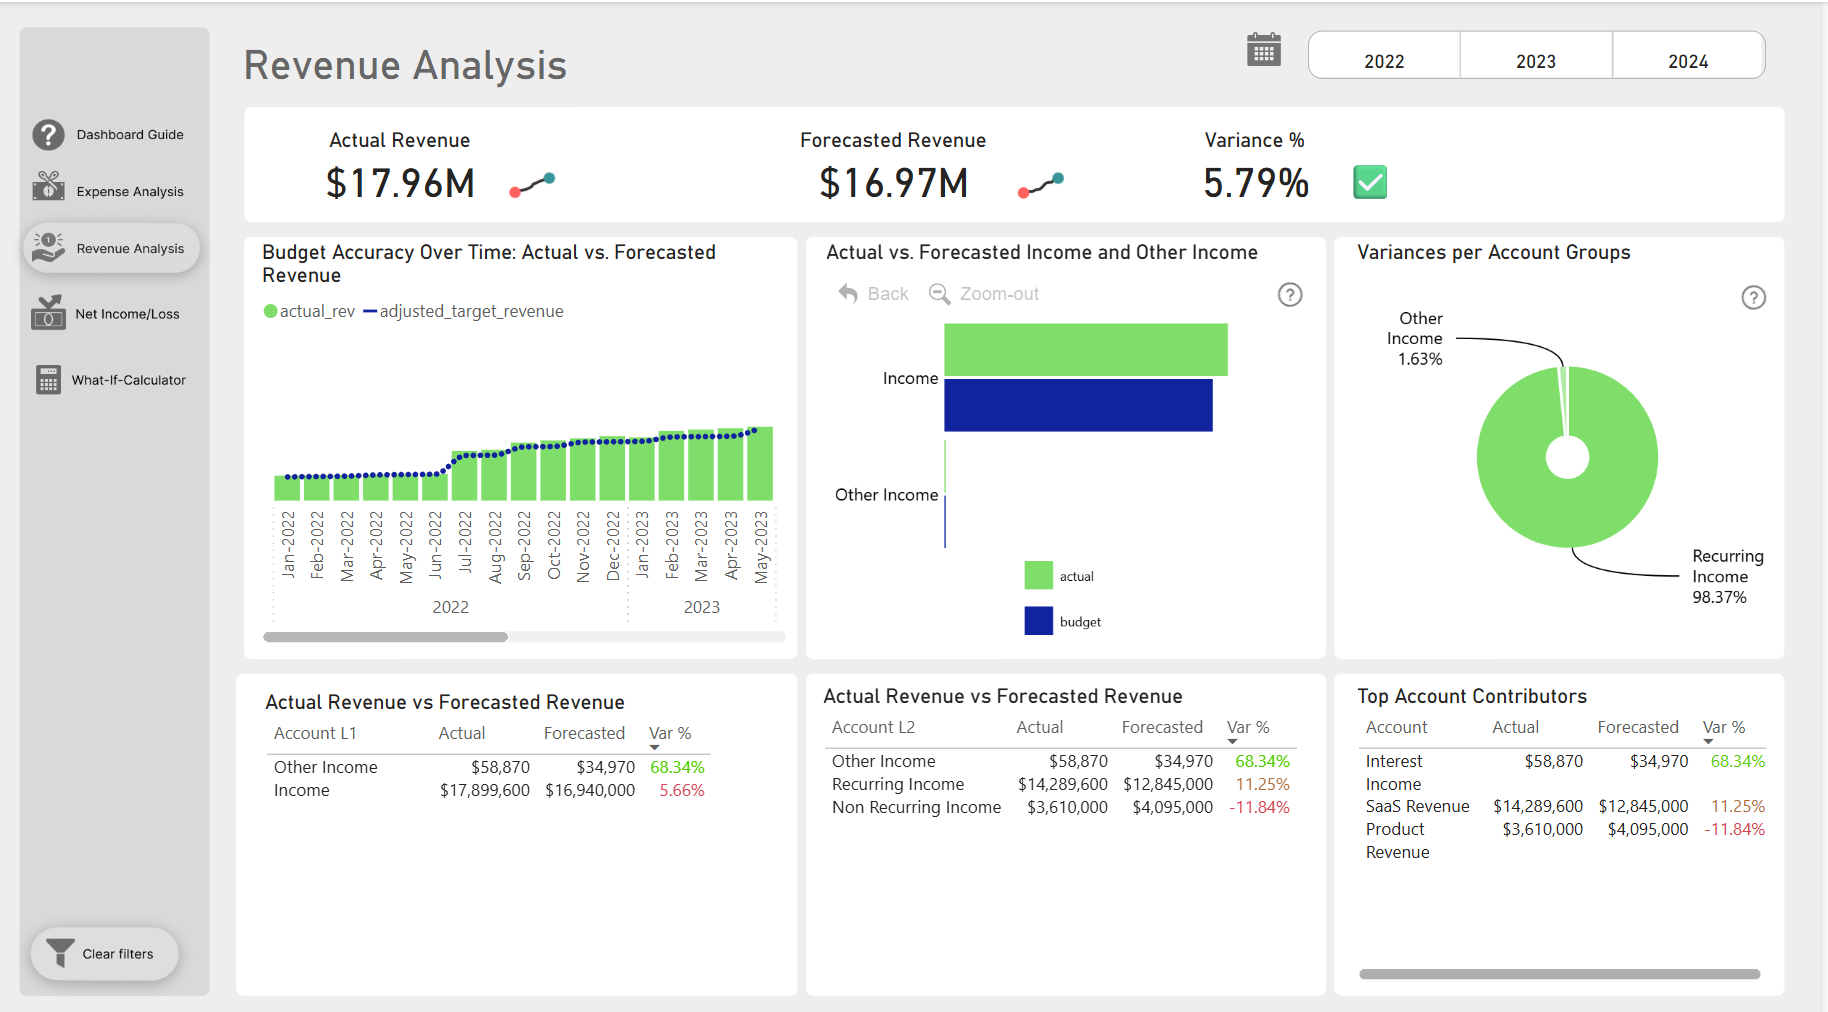 Revenue Analysis
2022
2023
2024
Dashboard Guide
Expense Analysis
Revenue Analysis
Net Income/Loss
What-If-Calculator
Clear filters
Actual Revenue
$17.96M
Forecasted Revenue
$16.97M
Variance %
5.79%
Budget Accuracy Over Time: Actual vs. Forecasted
Revenue
actual_rev adjusted_target_revenue
Jan-2022
Feb-2022
Mar-2022
Apr-2022
May-2022
Jun-2022
Jul-2022
Aug-2022
Sep-2022
Oct-2022
Nov-2022
Dec-2022
Jan-2023
Feb-2023
Mar-2023
Apr-2023
May-2023
2022
2023
Actual vs. Forecasted Income and Other Income
Back
Zoom-out
Income
Other Income
actual
budget
Variances per Account Groups
Other
Income
1.63%
Recurring
Income
98.37%
Actual Revenue vs Forecasted Revenue
Account L1 Actual Forecasted Var %
Other Income $58,870 $34,970 68.34%
Income $17,899,600 $16,940,000 5.66%
Actual Revenue vs Forecasted Revenue
Account L2 Actual Forecasted Var %
Other Income $58,870 $34,970 68.34%
Recurring Income $14,289,600 $12,845,000 11.25%
Non Recurring Income $3,610,000 $4,095,000 -11.84%
Top Account Contributors
Account Actual Forecasted Var %
Interest $58,870 $34,970 68.34%
Income
SaaS Revenue $14,289,600 $12,845,000 11.25%
Product $3,610,000 $4,095,000 -11.84%
Revenue